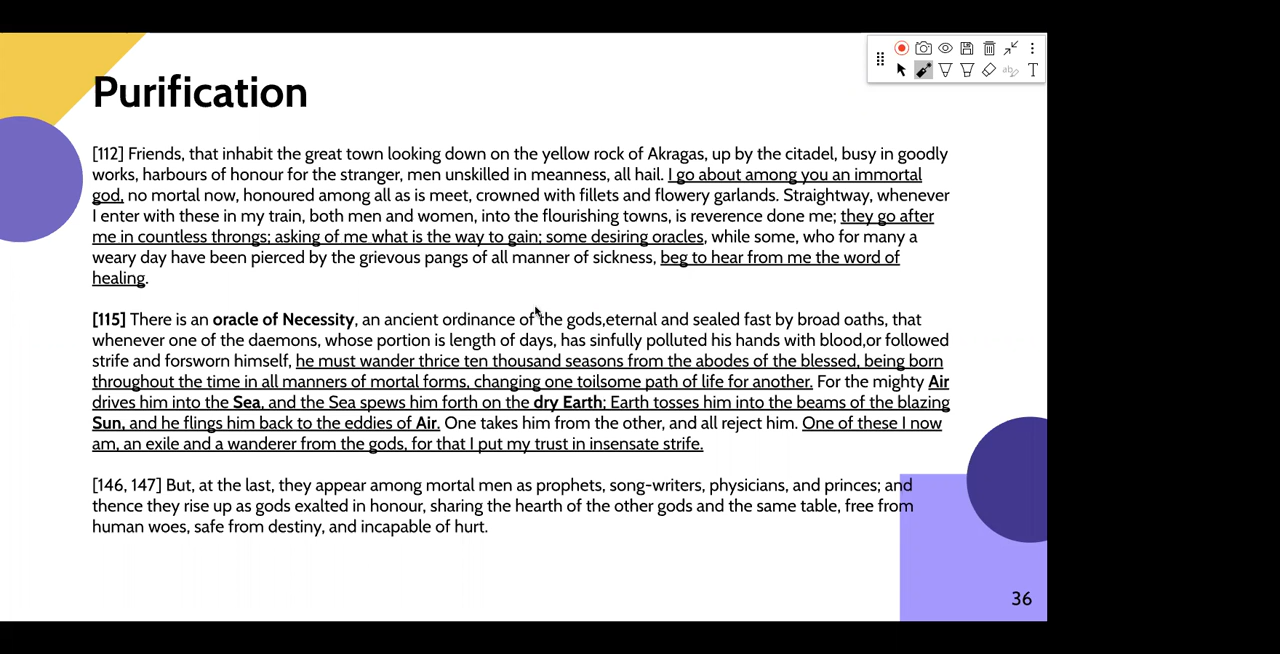 Purification
[112] Friends, that inhabit the great town looking down on the yellow rock of Akragas, up by the citadel, busy in goodly
works, harbours of honour for the stranger, men unskilled in meanness, all hail. I go about among you an immortal
god, no mortal now, honoured among all as is meet, crowned with fillets and flowery garlands. Straightway, whenever
I enter with these in my train, both men and women, into the flourishing towns, is reverence done me; they go after
me in countless throngs; asking of me what is the way to gain; some desiring oracles, while some, who for many a
weary day have been pierced by the grievous pangs of all manner of sickness, beg to hear from me the word of
healing.
[115] There is an oracle of Necessity, an ancient ordinance of the gods,eternal and sealed fast by broad oaths, that
whenever one of the daemons, whose portion is length of days, has sinfully polluted his hands with blood,or followed
strife and forsworn himself, he must wander thrice ten thousand seasons from the abodes of the blessed, being born
throughout the time in all manners of mortal forms, changing one toilsome path of life for another. For the mighty Air
drives him into the Sea, and the Sea spews him forth on the dry Earth; Earth tosses him into the beams of the blazing
Sun, and he flings him back to the eddies of Air. One takes him from the other, and all reject him. One of these I now
am, an exile and a wanderer from the gods, for that I put my trust in insensate strife.
[146, 147] But, at the last, they appear among mortal men as prophets, song-writers, physicians, and princes; and
thence they rise up as gods exalted in honour, sharing the hearth of the other gods and the same table, free from
human woes, safe from destiny, and incapable of hurt.
36
ab
T